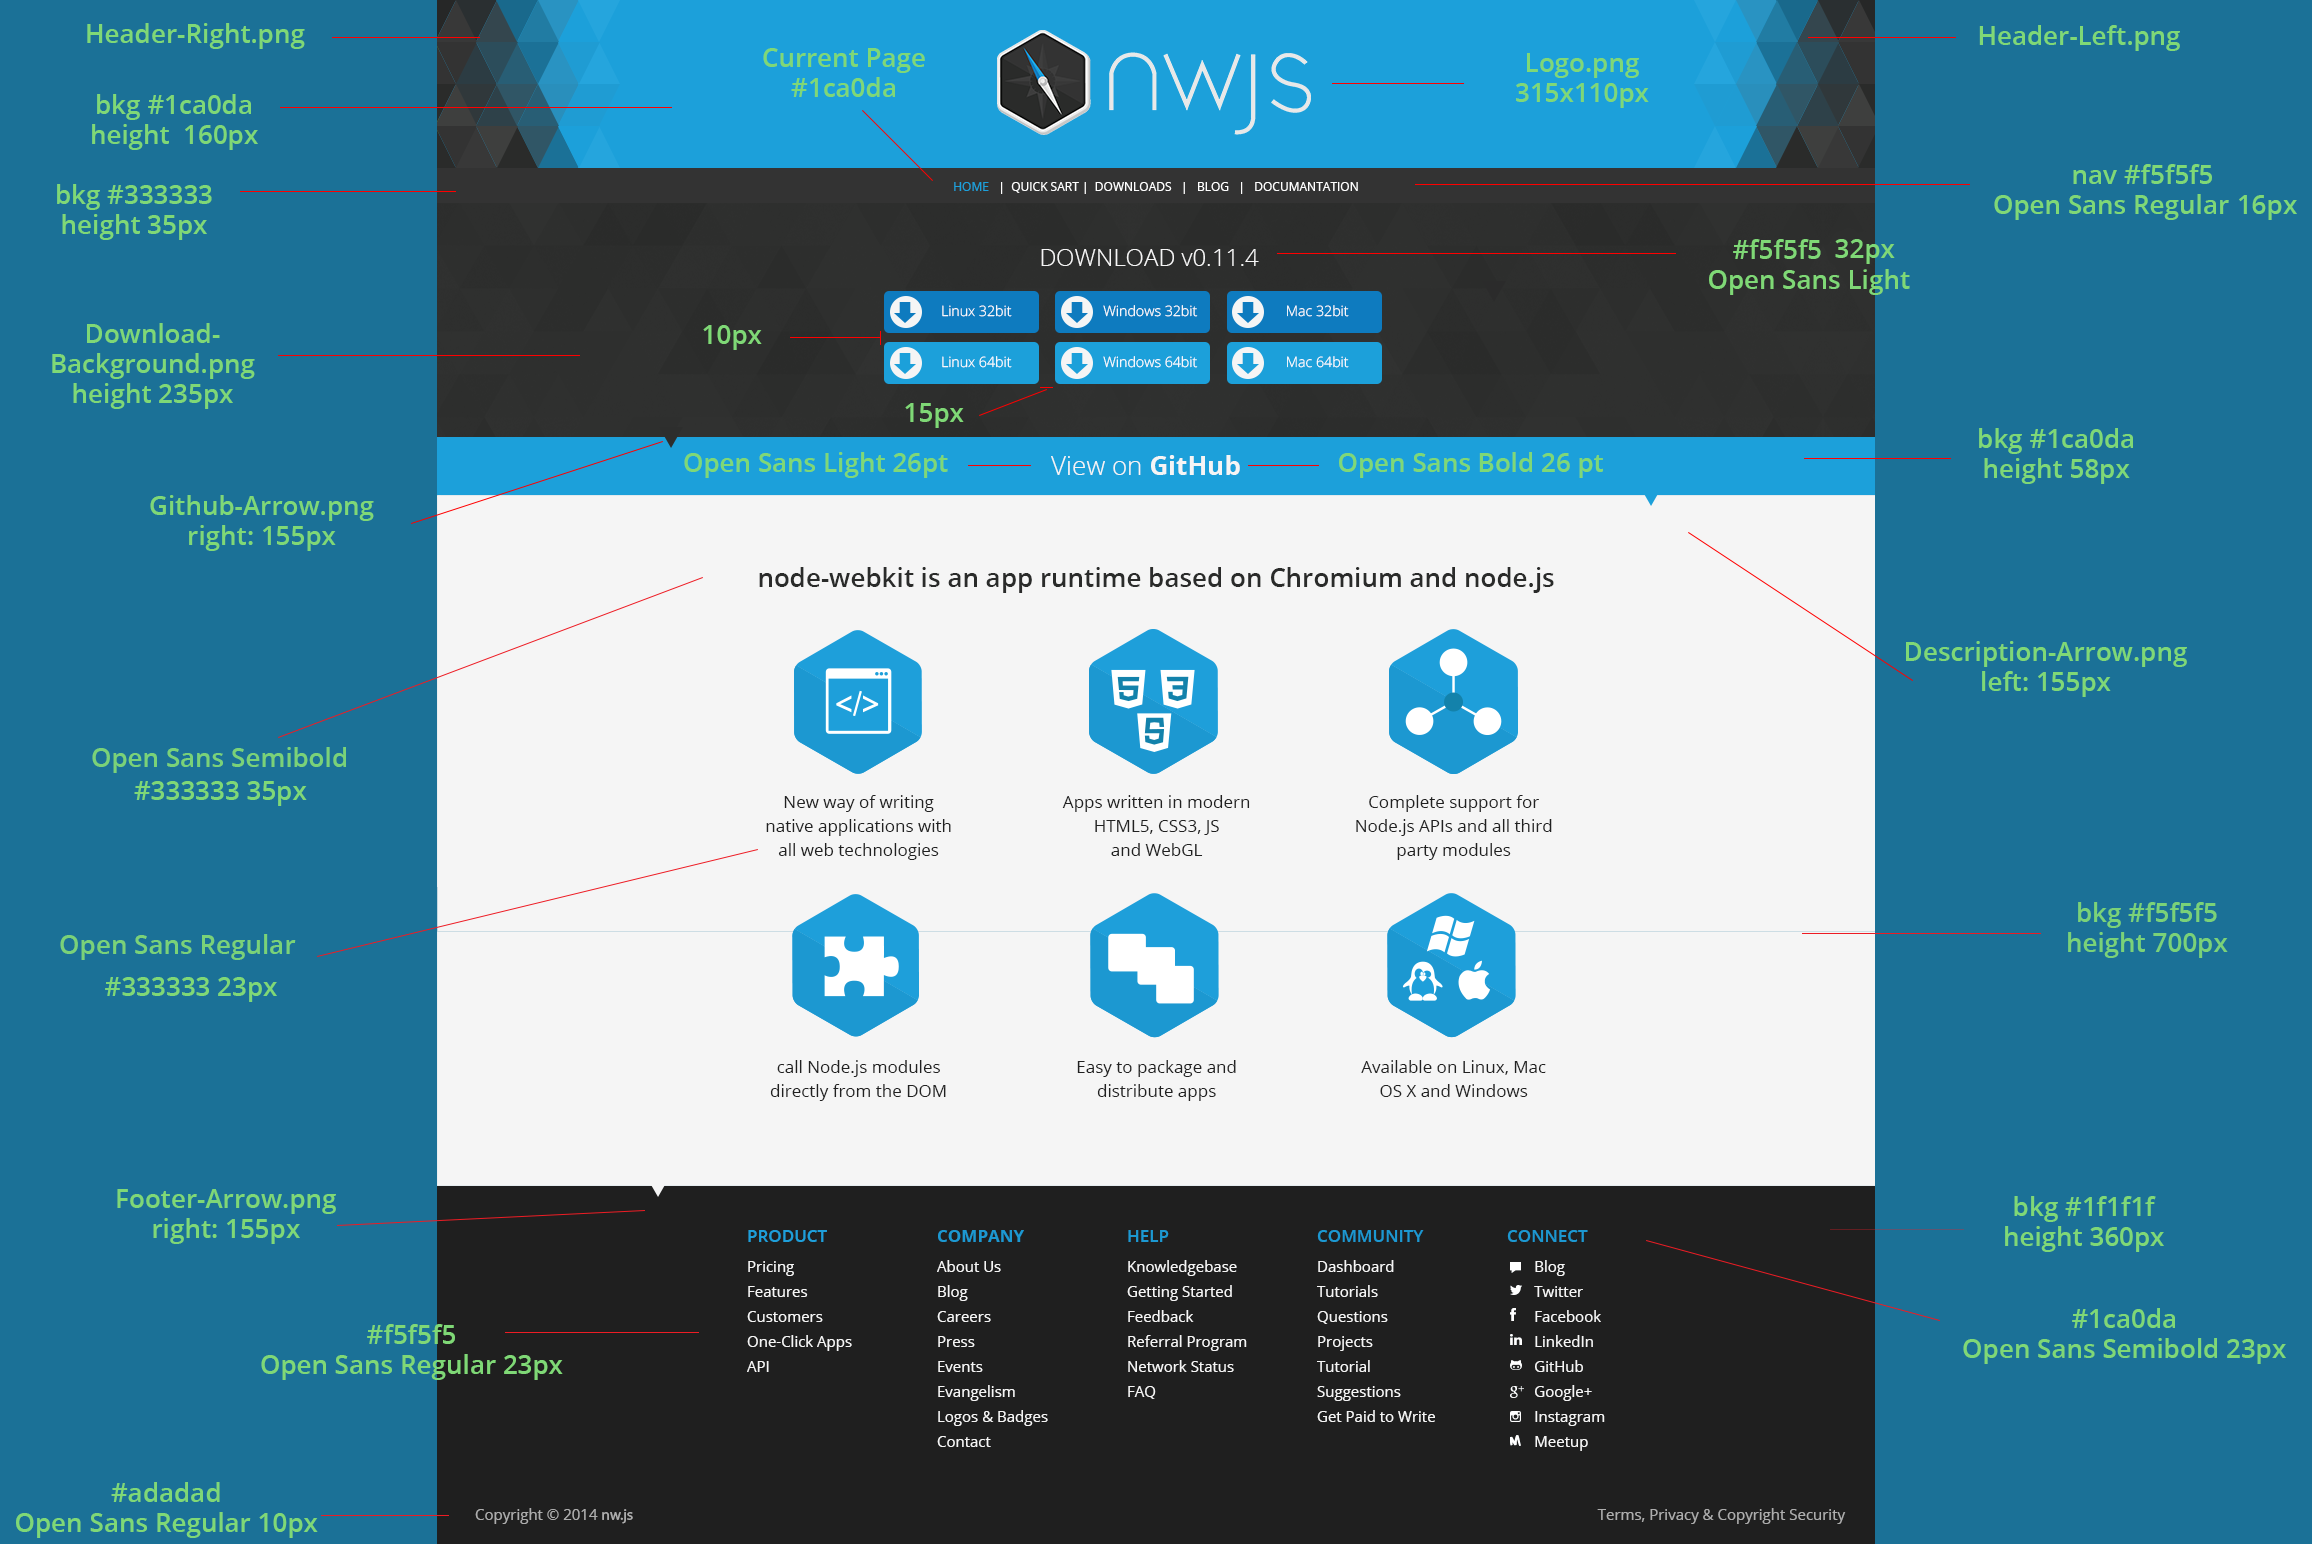 Header-Right.png
Header-Left.png
Current Page
#1ca0da
nwjs
Logo.png
315x110px
bkg #1ca0da
height 160px
bkg #333333
height 35px
HOME | QUICK SART | DOWNLOADS | BLOG | DOCUMANTATION
nav #f5f5f5
Open Sans Regular 16px
DOWNLOAD v0.11.4
#f5f5f5 32px
Open Sans Light
Linux 32bit
Windows 32bit
Mac 32bit
10px
Download-
Background.png
height 235px
Linux 64bit
Windows 64bit
Mac 64bit
15px
Open Sans Light 26pt
View on GitHub
Open Sans Bold 26 pt
bkg #1ca0da
height 58px
Github-Arrow.png
right: 155px
node-webkit is an app runtime based on Chromium and node.js
Description-Arrow.png
left: 155px
</>
5
3
5
Open Sans Semibold
#333333 35px
New way of writing
native applications with
all web technologies
Apps written in modern
HTML5, CSS3, JS
and WebGL
Complete support for
Node.js APIs and all third
party modules
Open Sans Regular
#333333 23px
bkg #f5f5f5
height 700px
call Node.js modules
directly from the DOM
Easy to package and
distribute apps
Available on Linux, Mac
OS X and Windows
Footer-Arrow.png
right: 155px
bkg #1f1f1f
height 360px
PRODUCT
Pricing
Features
Customers
One-Click Apps
API
COMPANY
About Us
Blog
Careers
Press
Events
Evangelism
Logos & Badges
Contact
HELP
Knowledgebase
Getting Started
Feedback
Referral Program
Network Status
FAQ
COMMUNITY
Dashboard
Tutorials
Questions
Projects
Tutorial
Suggestions
Get Paid to Write
CONNECT
Blog
Twitter
f Facebook
in LinkedIn
GitHub
g+ Google+
Instagram
M Meetup
#f5f5f5
Open Sans Regular 23px
#1ca0da
Open Sans Semibold 23px
#adadad
Open Sans Regular 10px
Copyright © 2014 nw.js
Terms, Privacy & Copyright Security